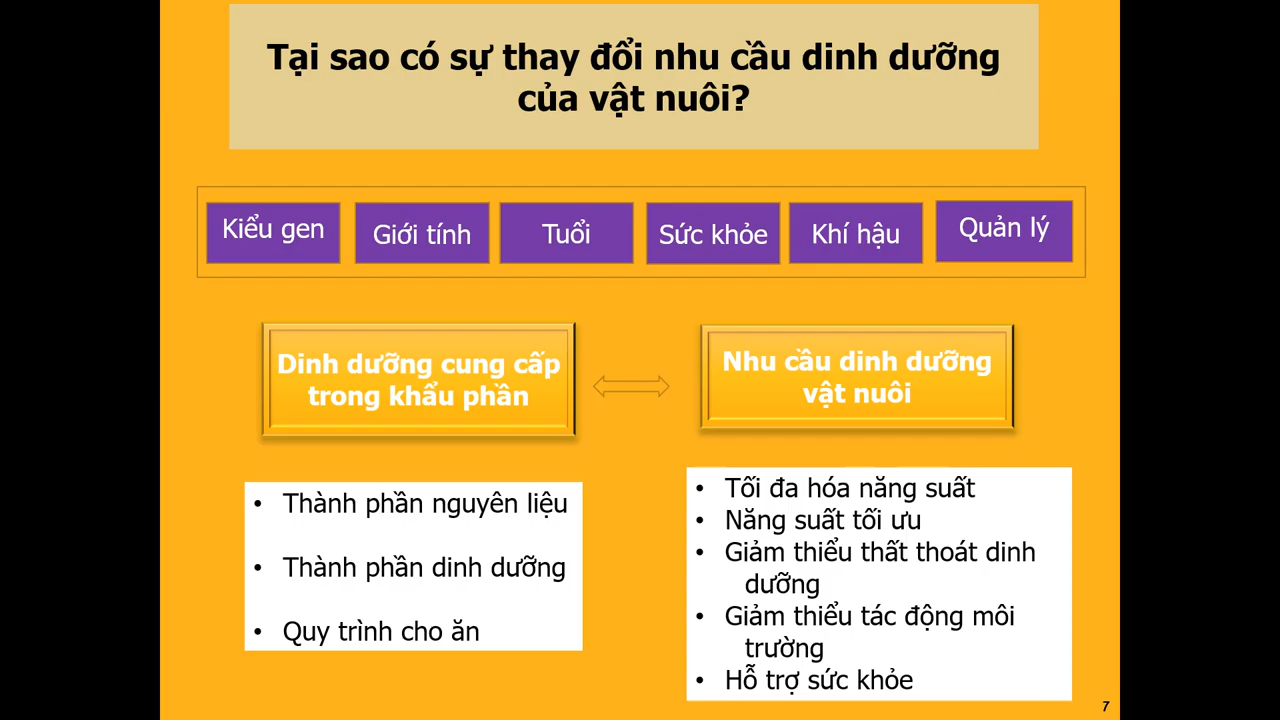 Tại sao có sự thay đổi nhu cầu dinh dưỡng
của vật nuôi?
Kiểu gen
Giới tính
Tuổi
Sức khỏe
Khí hậu
Quản lý
Dinh dưỡng cung cấp
trong khẩu phần
Nhu cầu dinh dưỡng
vật nuôi
• Thành phần nguyên liệu
• Thành phần dinh dưỡng
• Quy trình cho ăn
• Tối đa hóa năng suất
• Năng suất tối ưu
• Giảm thiểu thất thoát dinh
dưỡng
• Giảm thiểu tác động môi
trường
• Hỗ trợ sức khỏe
7